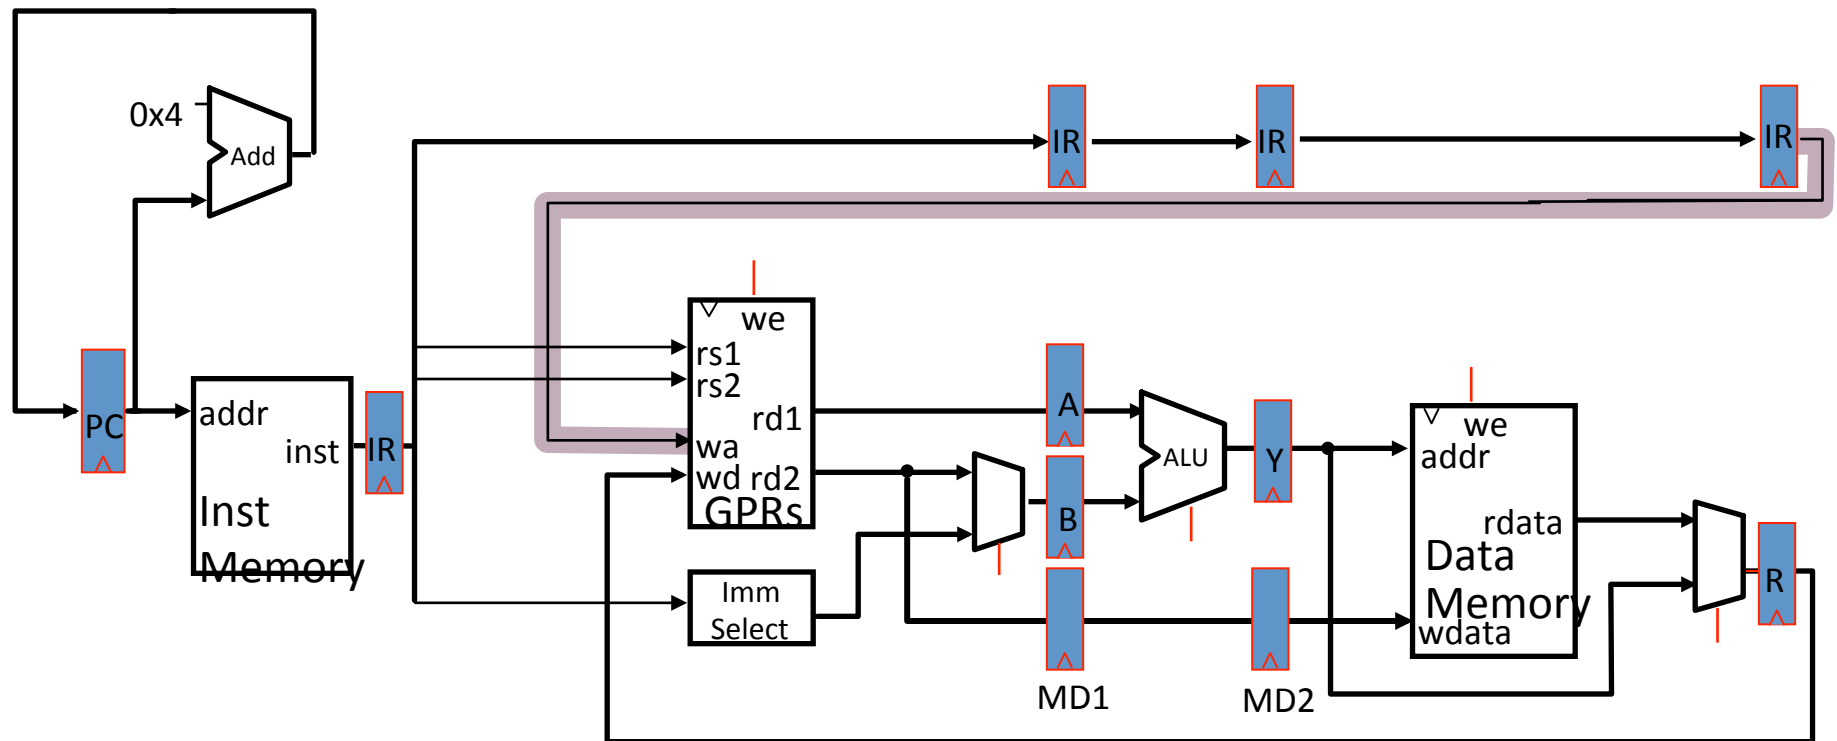 0x4
Add
IR
IR
IR
we
rs1
rs2
rd1
wa
wd rd2
GPRs
PC
addr
inst
Inst
Memory
IR
A
B
ALU
Y
we
addr
rdata
Data
Memory
wdata
R
Imm
Select
MD1
MD2